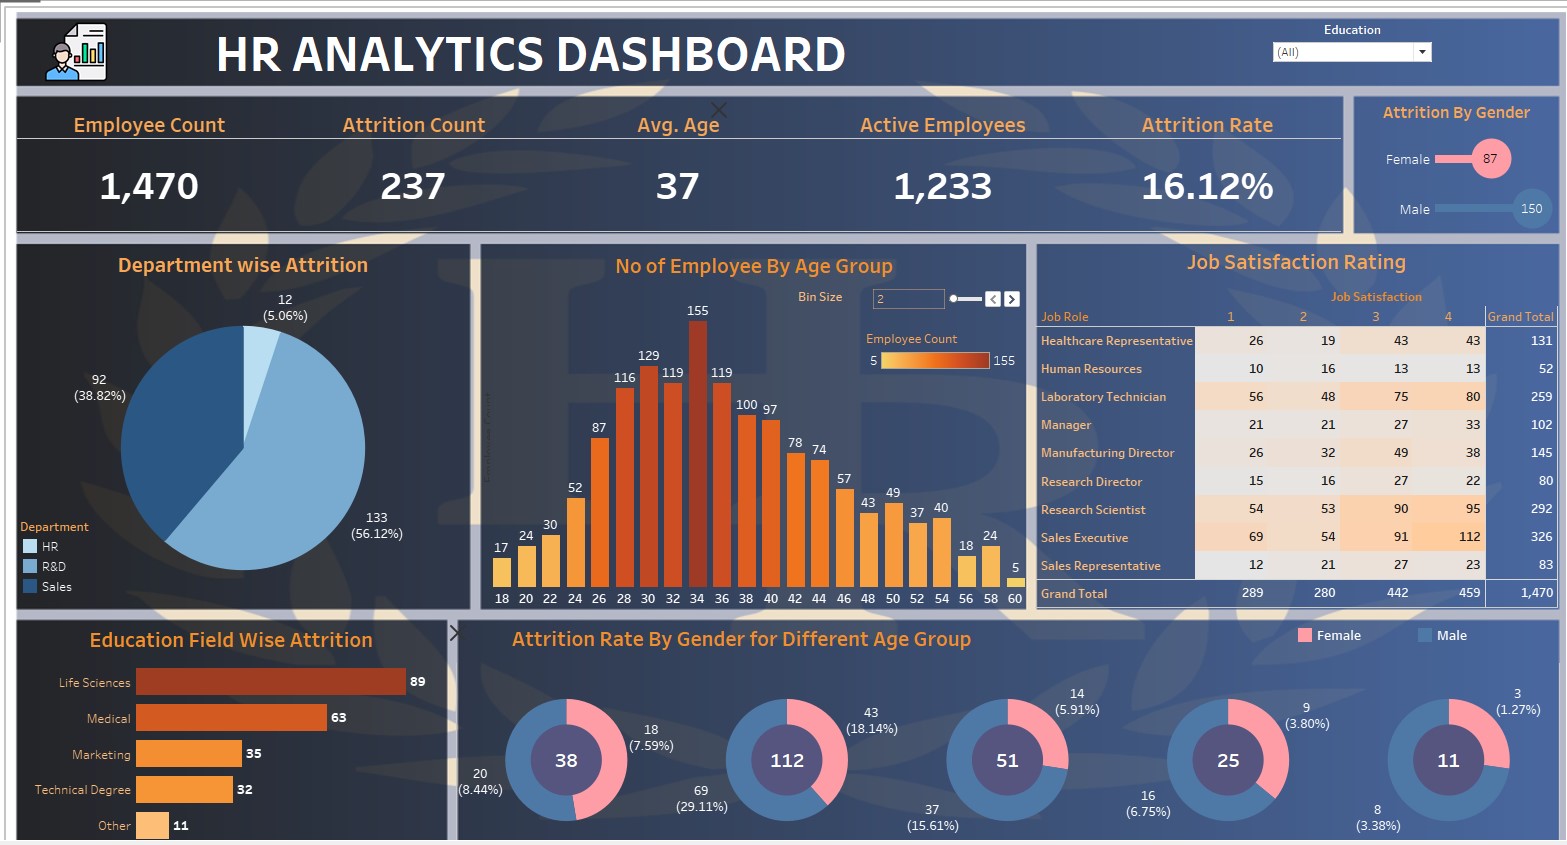 HR ANALYTICS DASHBOARD
Education
(All)
Employee Count
Attrition Count
Avg. Age
Active Employees
Attrition Rate
1,470
237
37
1,233
16.12%
Attrition By Gender
Female 87
Male 150
Department wise Attrition
12
(5.06%)
92
(38.82%)
133
(56.12%)
Department
HR
R&D
Sales
No of Employee By Age Group
Bin Size 2
Employee Count
5 155
17 24 30 52 87 116 129 119 155 119 100 97 78 74 57 43 49 37 40 18 24 5
18 20 22 24 26 28 30 32 34 36 38 40 42 44 46 48 50 52 54 56 58 60
Job Satisfaction Rating
Job Satisfaction
Job Role 1 2 3 4 Grand Total
Healthcare Representative 26 19 43 43 131
Human Resources 10 16 13 13 52
Laboratory Technician 56 48 75 80 259
Manager 21 21 27 33 102
Manufacturing Director 26 32 49 38 145
Research Director 15 16 27 22 80
Research Scientist 54 53 90 95 292
Sales Executive 69 54 91 112 326
Sales Representative 12 21 27 23 83
Grand Total 289 280 442 459 1,470
Education Field Wise Attrition
Life Sciences 89
Medical 63
Marketing 35
Technical Degree 32
Other 11
Attrition Rate By Gender for Different Age Group
Female
Male
18
(7.59%)
38
20
(8.44%)
43
(18.14%)
112
69
(29.11%)
14
(5.91%)
51
37
(15.61%)
9
(3.80%)
25
16
(6.75%)
3
(1.27%)
11
8
(3.38%)